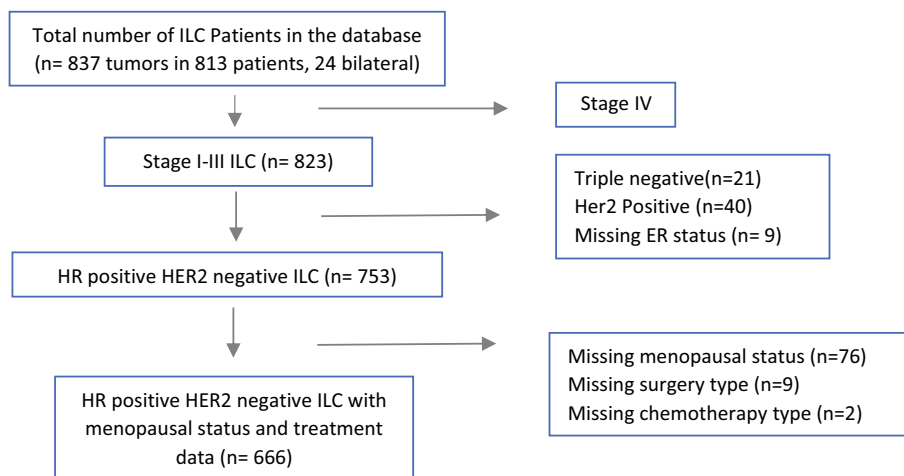 Total number of ILC Patients in the database
(n= 837 tumors in 813 patients, 24 bilateral)
Stage IV
Stage I-III ILC (n= 823)
Triple negative(n=21)
Her2 Positive (n=40)
Missing ER status (n= 9)
HR positive HER2 negative ILC (n= 753)
Missing menopausal status (n=76)
Missing surgery type (n=9)
Missing chemotherapy type (n=2)
HR positive HER2 negative ILC with
menopausal status and treatment
data (n= 666)